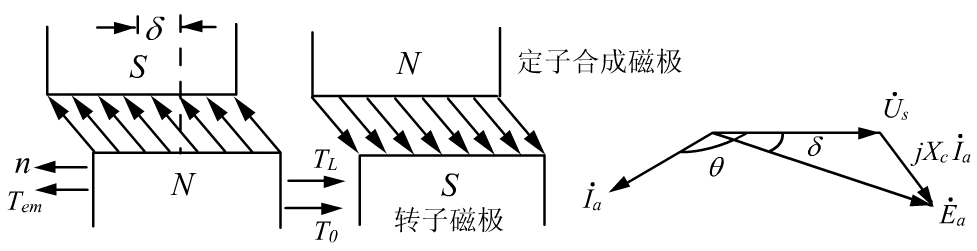 δ
S
N
定子合成磁极
n
T_em
N
T_L
T_0
S
转子磁极
U̇_s
δ
θ
jX_c İ_a
İ_a
Ė_a